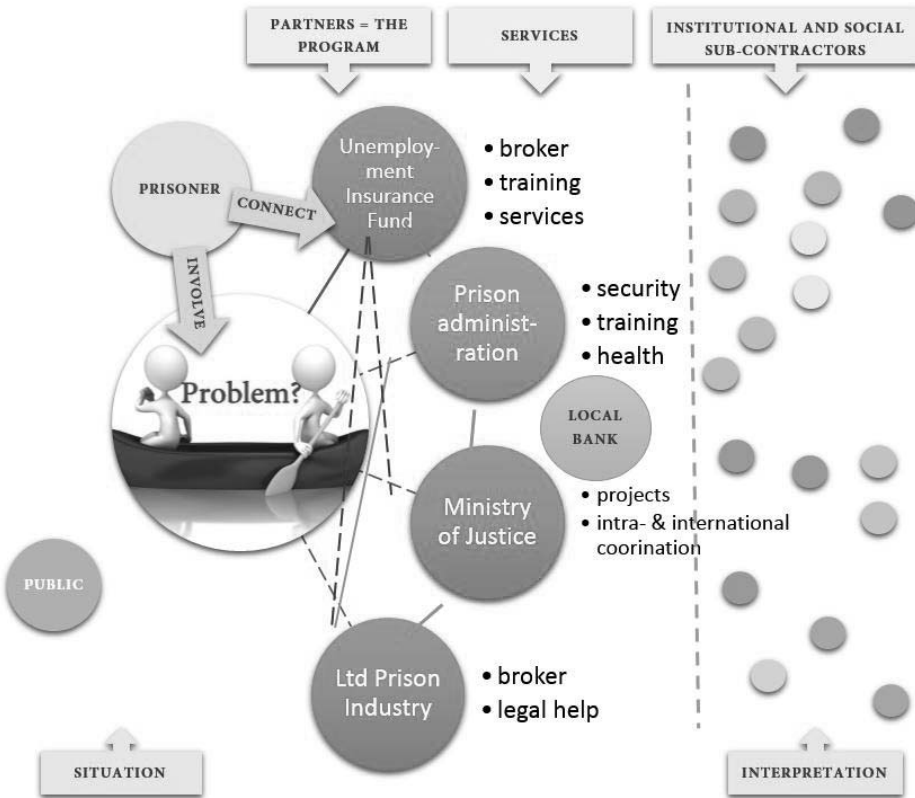 PARTNERS = THE
PROGRAM
SERVICES
INSTITUTIONAL AND SOCIAL
SUB-CONTRACTORS
PRISONER
CONNECT
INVOLVE
Unemploy-
ment
Insurance
Fund
• broker
• training
• services
Prison
administ-
ration
• security
• training
• health
Problem?
LOCAL
BANK
Ministry
of Justice
• projects
• intra- & international
coorination
PUBLIC
Ltd Prison
Industry
• broker
• legal help
SITUATION
INTERPRETATION